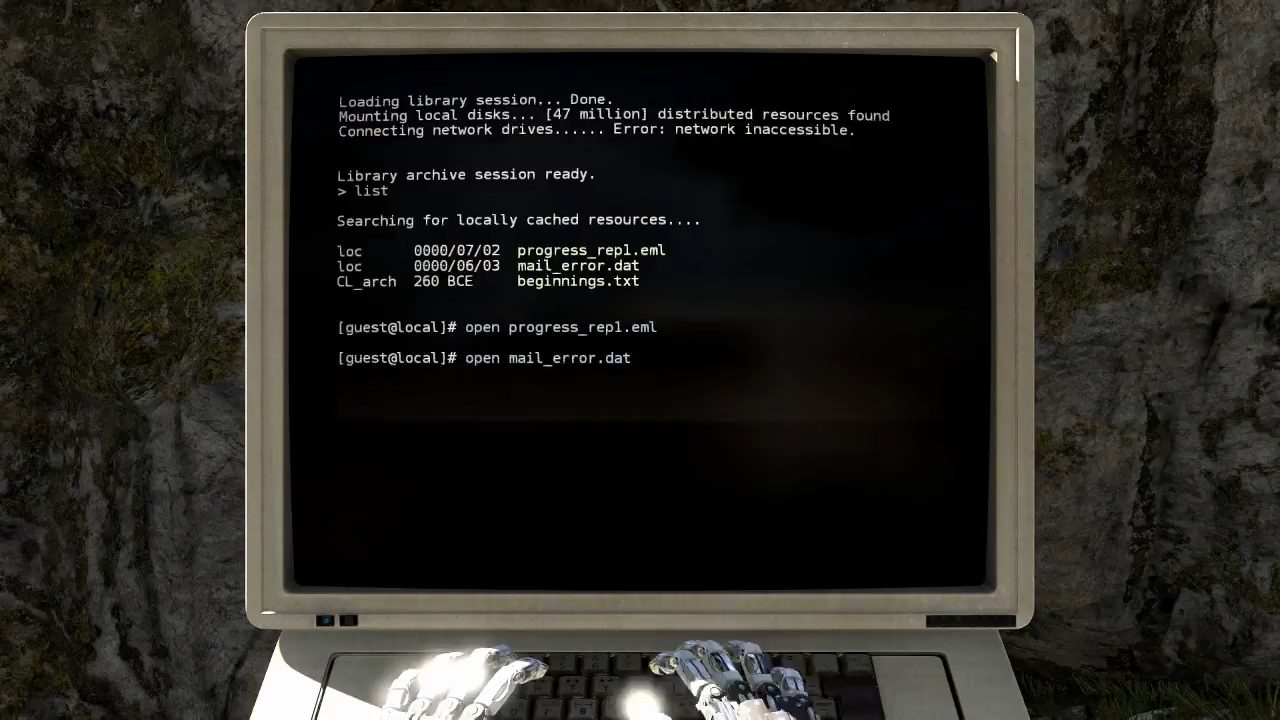 Loading library session... Done.
Mounting local disks... [47 million] distributed resources found
Connecting network drives...... Error: network inaccessible.
Library archive session ready.
> list
Searching for locally cached resources....
loc 0000/07/02 progress_rep1.eml
loc 0000/06/03 mail_error.dat
CL_arch 260 BCE beginnings.txt
[guest@local]# open progress_rep1.eml
[guest@local]# open mail_error.dat